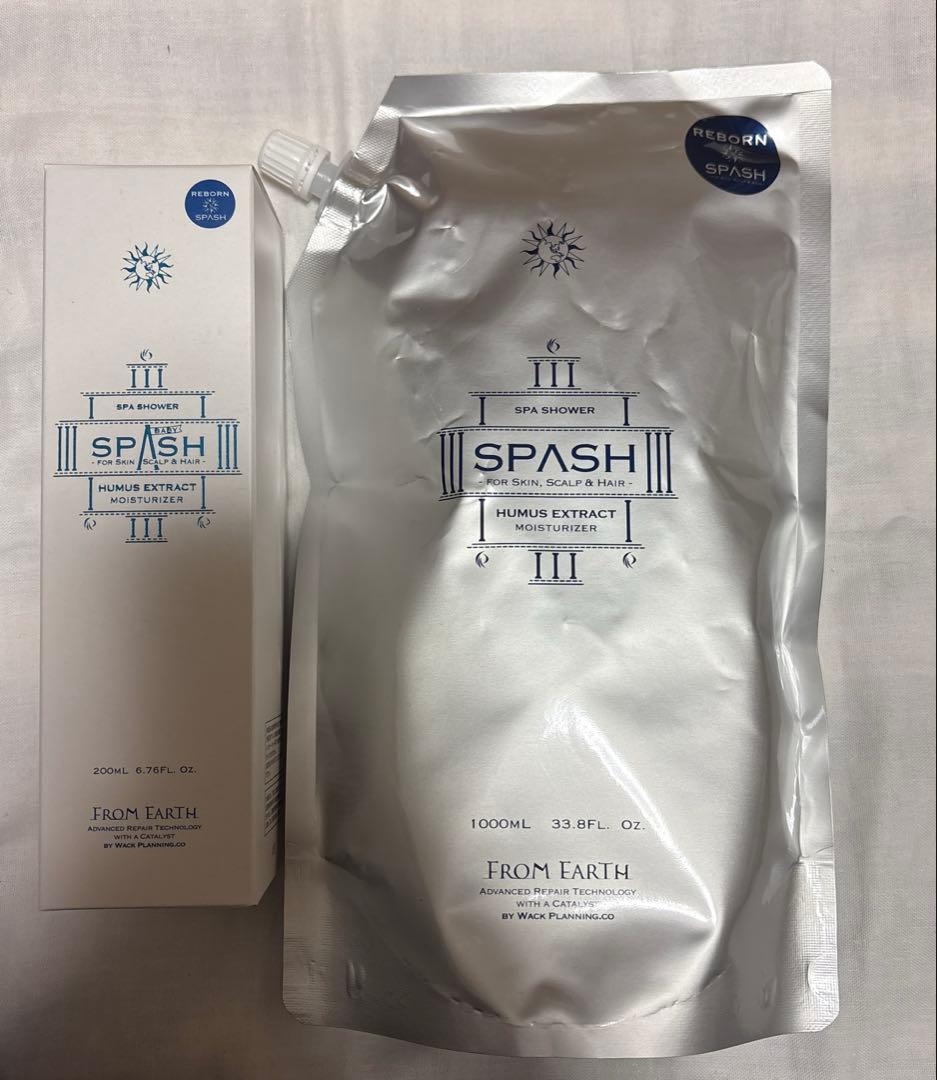 REBORN
SPASH
SPA SHOWER
BABY
SPASH
- FOR SKIN, SCALP & HAIR -
HUMUS EXTRACT
MOISTURIZER
200ML 6.76FL. OZ.
FROM EARTH
ADVANCED REPAIR TECHNOLOGY
WITH A CATALYST
BY WACK PLANNING.CO
REBORN
SPASH
SPA SHOWER
SPASH
- FOR SKIN, SCALP & HAIR -
HUMUS EXTRACT
MOISTURIZER
1000ML 33.8FL. OZ.
FROM EARTH
ADVANCED REPAIR TECHNOLOGY
WITH A CATALYST
BY WACK PLANNING.CO